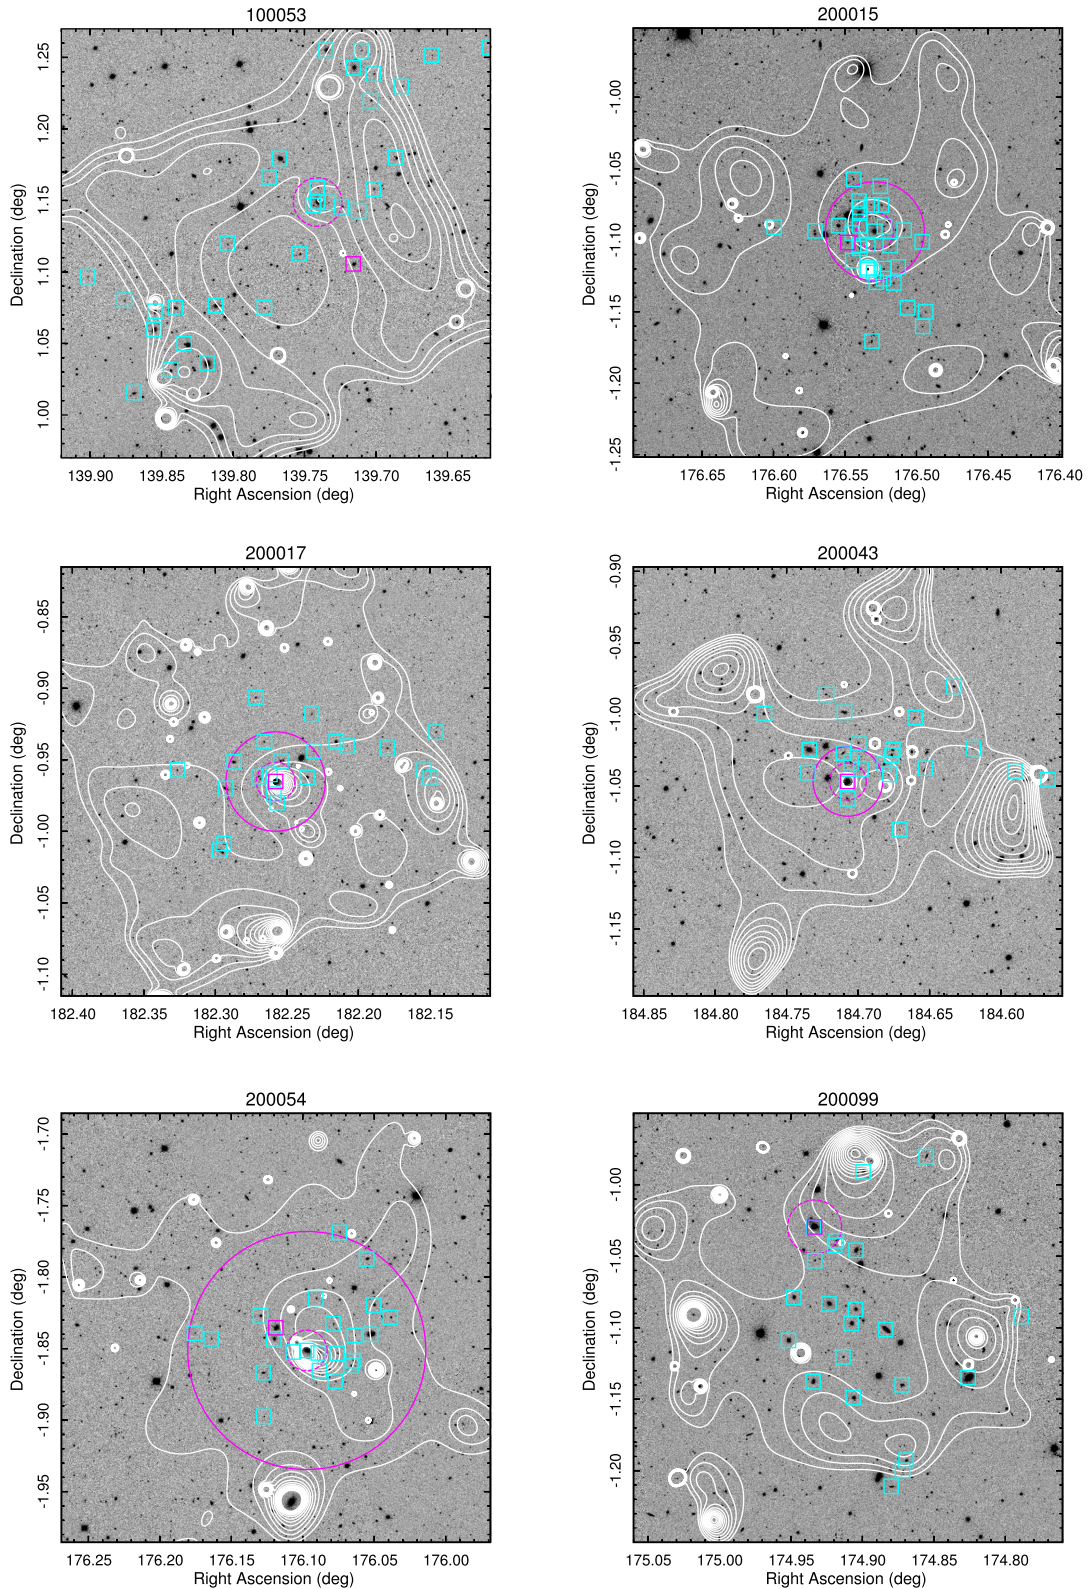 100053
200015
Declination (deg)
1.25
1.20
1.15
1.10
1.05
1.00
139.90 139.85 139.80 139.75 139.70 139.65
Right Ascension (deg)
Declination (deg)
-1.00
-1.05
-1.10
-1.15
-1.20
-1.25
176.65 176.60 176.55 176.50 176.45 176.40
Right Ascension (deg)
200017
200043
Declination (deg)
-0.85
-0.90
-0.95
-1.00
-1.05
-1.10
182.40 182.35 182.30 182.25 182.20 182.15
Right Ascension (deg)
Declination (deg)
-0.90
-0.95
-1.00
-1.05
-1.10
-1.15
184.85 184.80 184.75 184.70 184.65 184.60
Right Ascension (deg)
200054
200099
Declination (deg)
-1.70
-1.75
-1.80
-1.85
-1.90
-1.95
176.25 176.20 176.15 176.10 176.05 176.00
Right Ascension (deg)
Declination (deg)
-1.00
-1.05
-1.10
-1.15
-1.20
175.05 175.00 174.95 174.90 174.85 174.80
Right Ascension (deg)